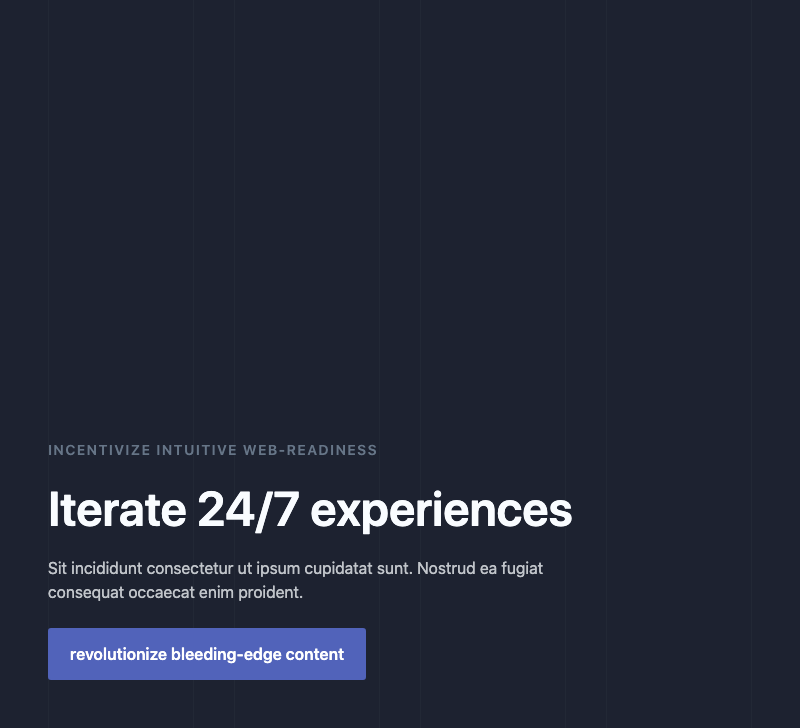 INCENTIVIZE INTUITIVE WEB-READINESS
Iterate 24/7 experiences
Sit incididunt consectetur ut ipsum cupidatat sunt. Nostrud ea fugiat
consequat occaecat enim proident.
revolutionize bleeding-edge content